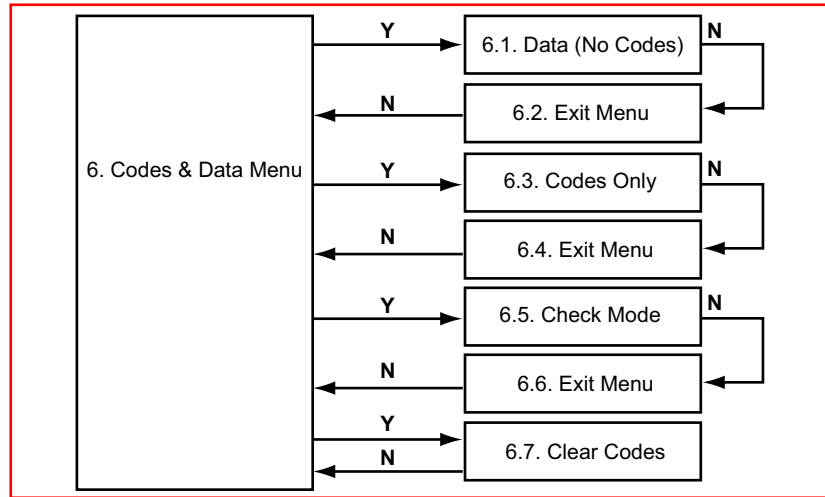 Y
6.1. Data (No Codes)
N
N
6.2. Exit Menu
6. Codes & Data Menu
Y
6.3. Codes Only
N
N
6.4. Exit Menu
Y
6.5. Check Mode
N
N
6.6. Exit Menu
Y
6.7. Clear Codes
N